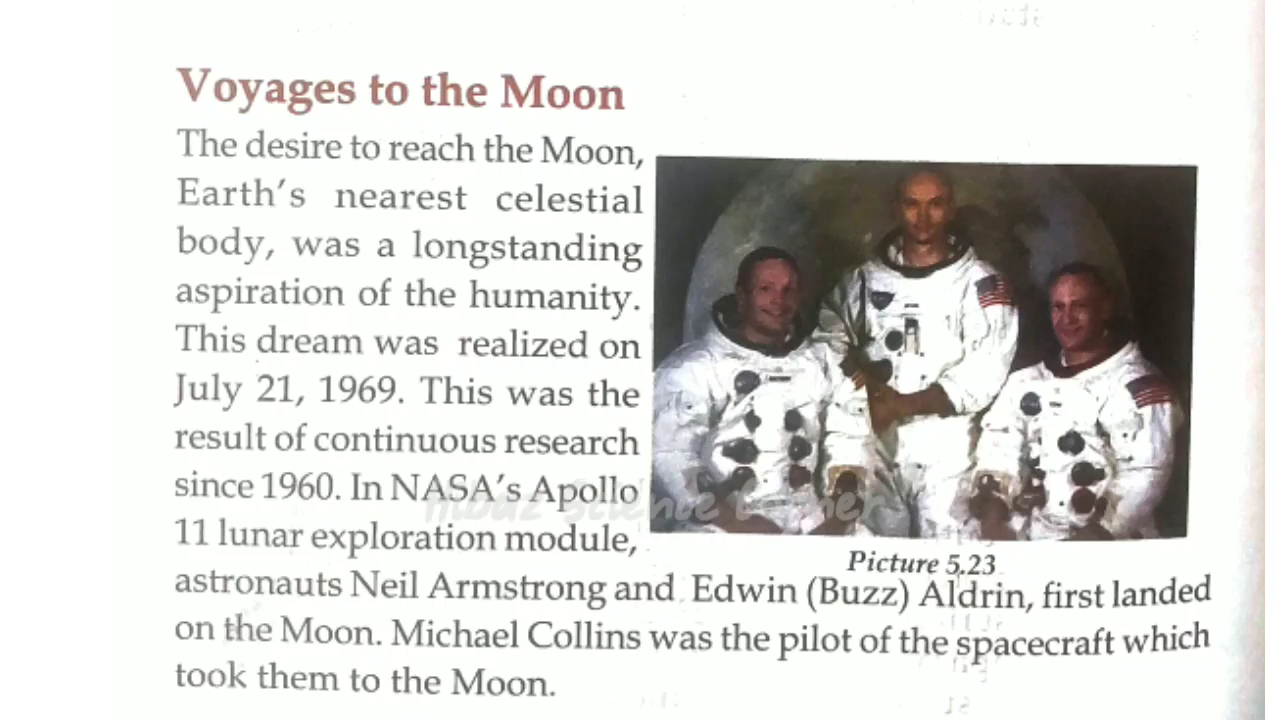 Voyages to the Moon
The desire to reach the Moon,
Earth's nearest celestial
body, was a longstanding
aspiration of the humanity.
This dream was realized on
July 21, 1969. This was the
result of continuous research
since 1960. In NASA's Apollo
11 lunar exploration module,
astronauts Neil Armstrong and Edwin (Buzz) Aldrin, first landed
on the Moon. Michael Collins was the pilot of the spacecraft which
took them to the Moon.
Picture 5.23